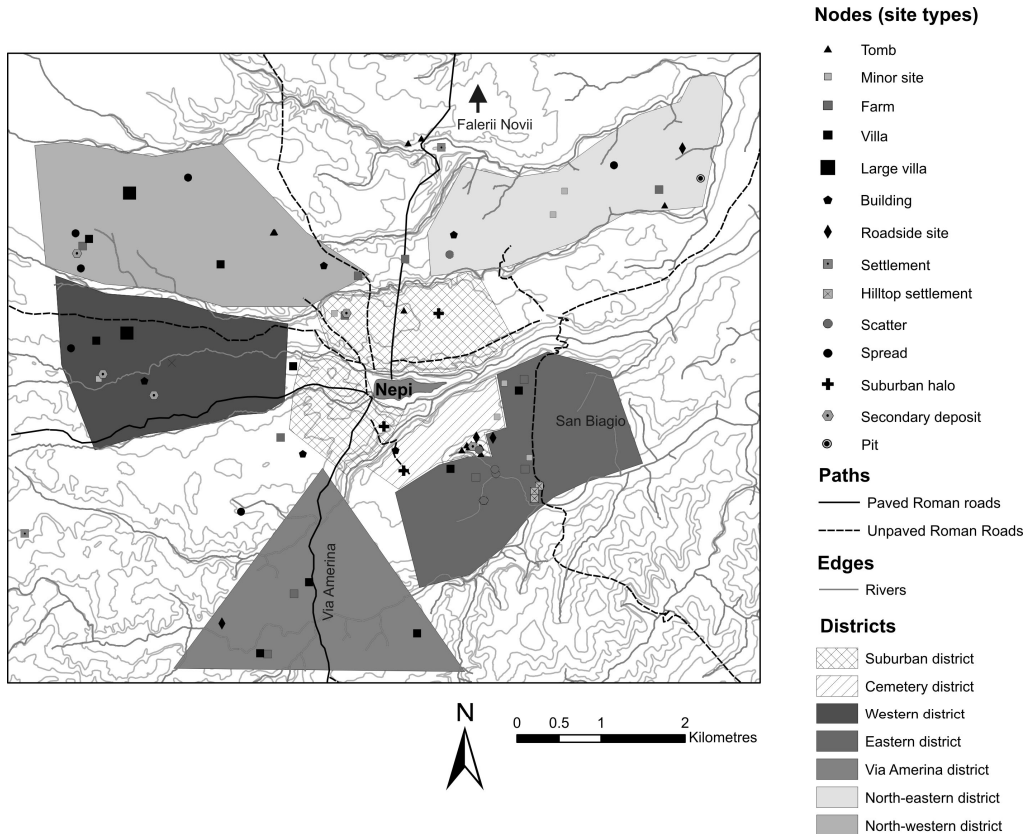 Falerii Novii
Nepi
San Biagio
Via Amerina
N
0 0.5 1 2
Kilometres
Nodes (site types)
Tomb
Minor site
Farm
Villa
Large villa
Building
Roadside site
Settlement
Hilltop settlement
Scatter
Spread
Suburban halo
Secondary deposit
Pit
Paths
Paved Roman roads
Unpaved Roman Roads
Edges
Rivers
Districts
Suburban district
Cemetery district
Western district
Eastern district
Via Amerina district
North-eastern district
North-western district